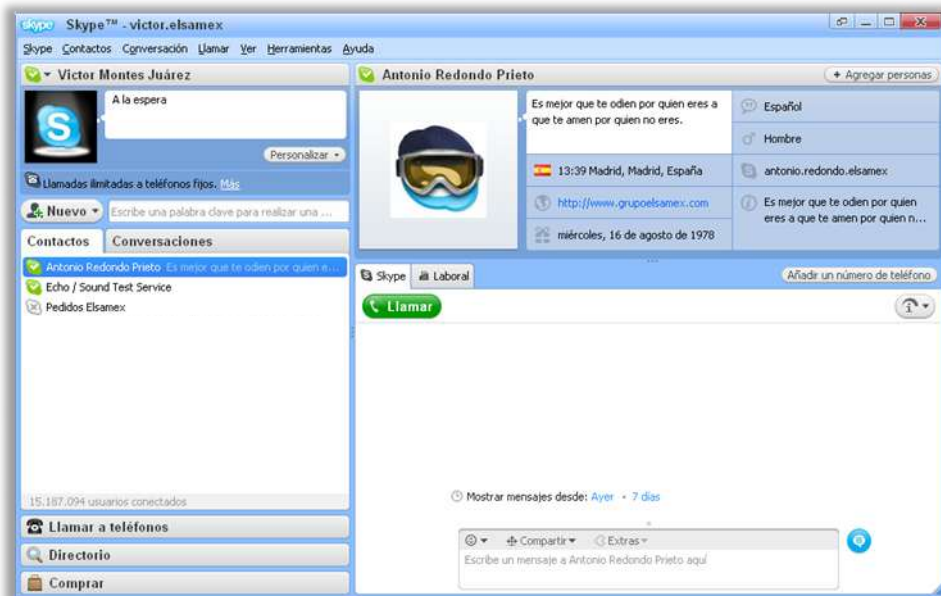 skype Skype™ - victor.elsamex
Skype Contactos Conversación Llamar Ver Herramientas Ayuda
Victor Montes Juárez
A la espera
S
Personalizar
Llamadas ilimitadas a teléfonos fijos. Más
Nuevo Escribe una palabra clave para realizar una ...
Contactos Conversaciones
Antonio Redondo Prieto Es mejor que te odien por quien e...
Echo / Sound Test Service
Pedidos Elsamex
15.187.094 usuarios conectados
Llamar a teléfonos
Directorio
Comprar
Antonio Redondo Prieto + Agregar personas
Es mejor que te odien por quien eres a
que te amen por quien no eres.
13:39 Madrid, Madrid, España
http://www.grupoelsamex.com
miércoles, 16 de agosto de 1978
Español
Hombre
antonio.redondo.elsamex
Es mejor que te odien por quien
eres a que te amen por quien n...
Skype Laboral Añadir un número de teléfono
Llamar
Mostrar mensajes desde: Ayer • 7 días
Compartir Extras
Escribe un mensaje a Antonio Redondo Prieto aquí